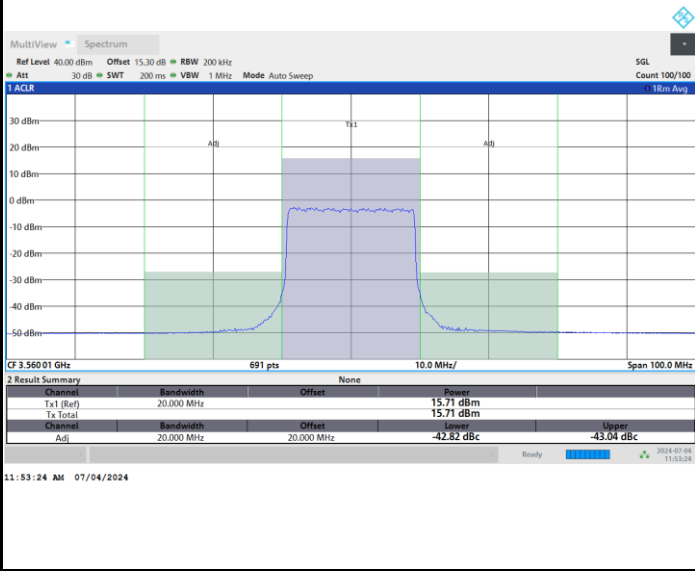 MultiView Spectrum
Ref Level 40.00 dBm Offset 15.30 dB RBW 200 kHz SGL
Att 30 dB SWT 200 ms VBW 1 MHz Mode Auto Sweep Count 100/100
1 ACLR 1Rm Avg
Tx1
Adj Adj
30 dBm
20 dBm
10 dBm
0 dBm
-10 dBm
-20 dBm
-30 dBm
-40 dBm
-50 dBm
CF 3.560 01 GHz 691 pts 10.0 MHz/ Span 100.0 MHz
2 Result Summary None
Channel Bandwidth Offset Power
Tx1 (Ref) 20.000 MHz 15.71 dBm
Tx Total 15.71 dBm
Channel Bandwidth Offset Lower Upper
Adj 20.000 MHz 20.000 MHz -42.82 dBc -43.04 dBc
Ready
11:53:24
11:53:24 AM 07/04/2024